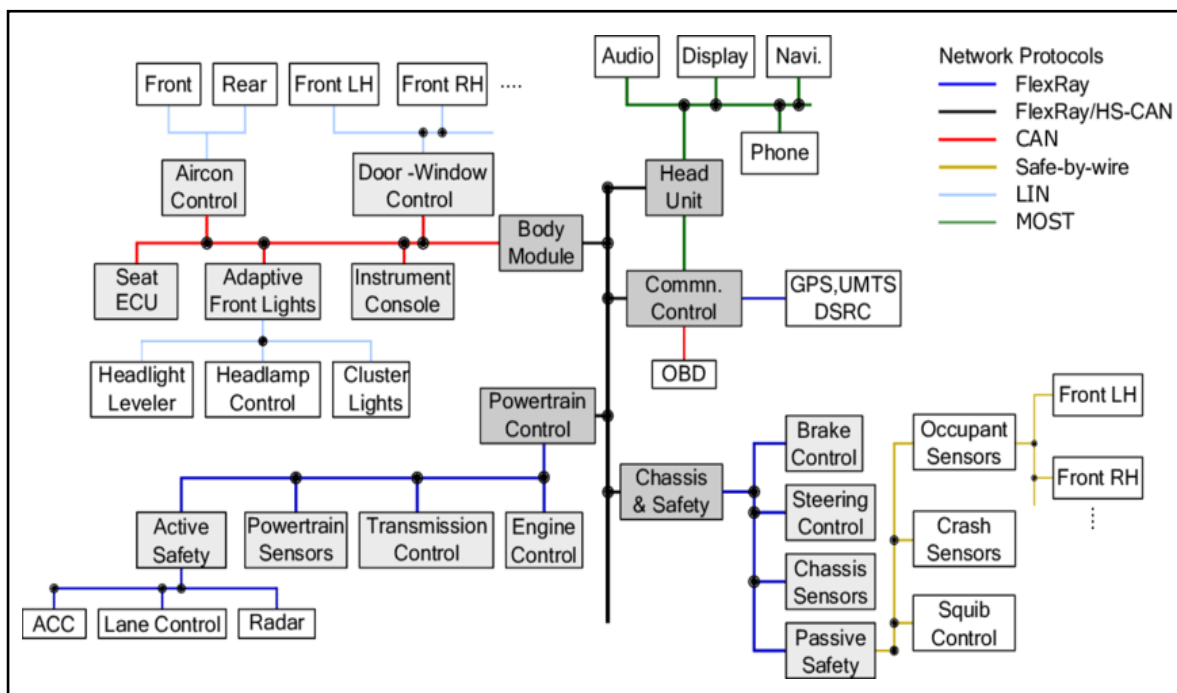 Front
Rear
Front LH
Front RH
....
Aircon
Control
Door -Window
Control
Seat
ECU
Adaptive
Front Lights
Instrument
Console
Body
Module
Headlight
Leveler
Headlamp
Control
Cluster
Lights
Audio
Display
Navi.
Phone
Head
Unit
Commn.
Control
GPS,UMTS
DSRC
OBD
Network Protocols
FlexRay
FlexRay/HS-CAN
CAN
Safe-by-wire
LIN
MOST
Powertrain
Control
Active
Safety
Powertrain
Sensors
Transmission
Control
Engine
Control
ACC
Lane Control
Radar
Chassis
& Safety
Brake
Control
Steering
Control
Chassis
Sensors
Passive
Safety
Occupant
Sensors
Crash
Sensors
Squib
Control
Front LH
Front RH
....